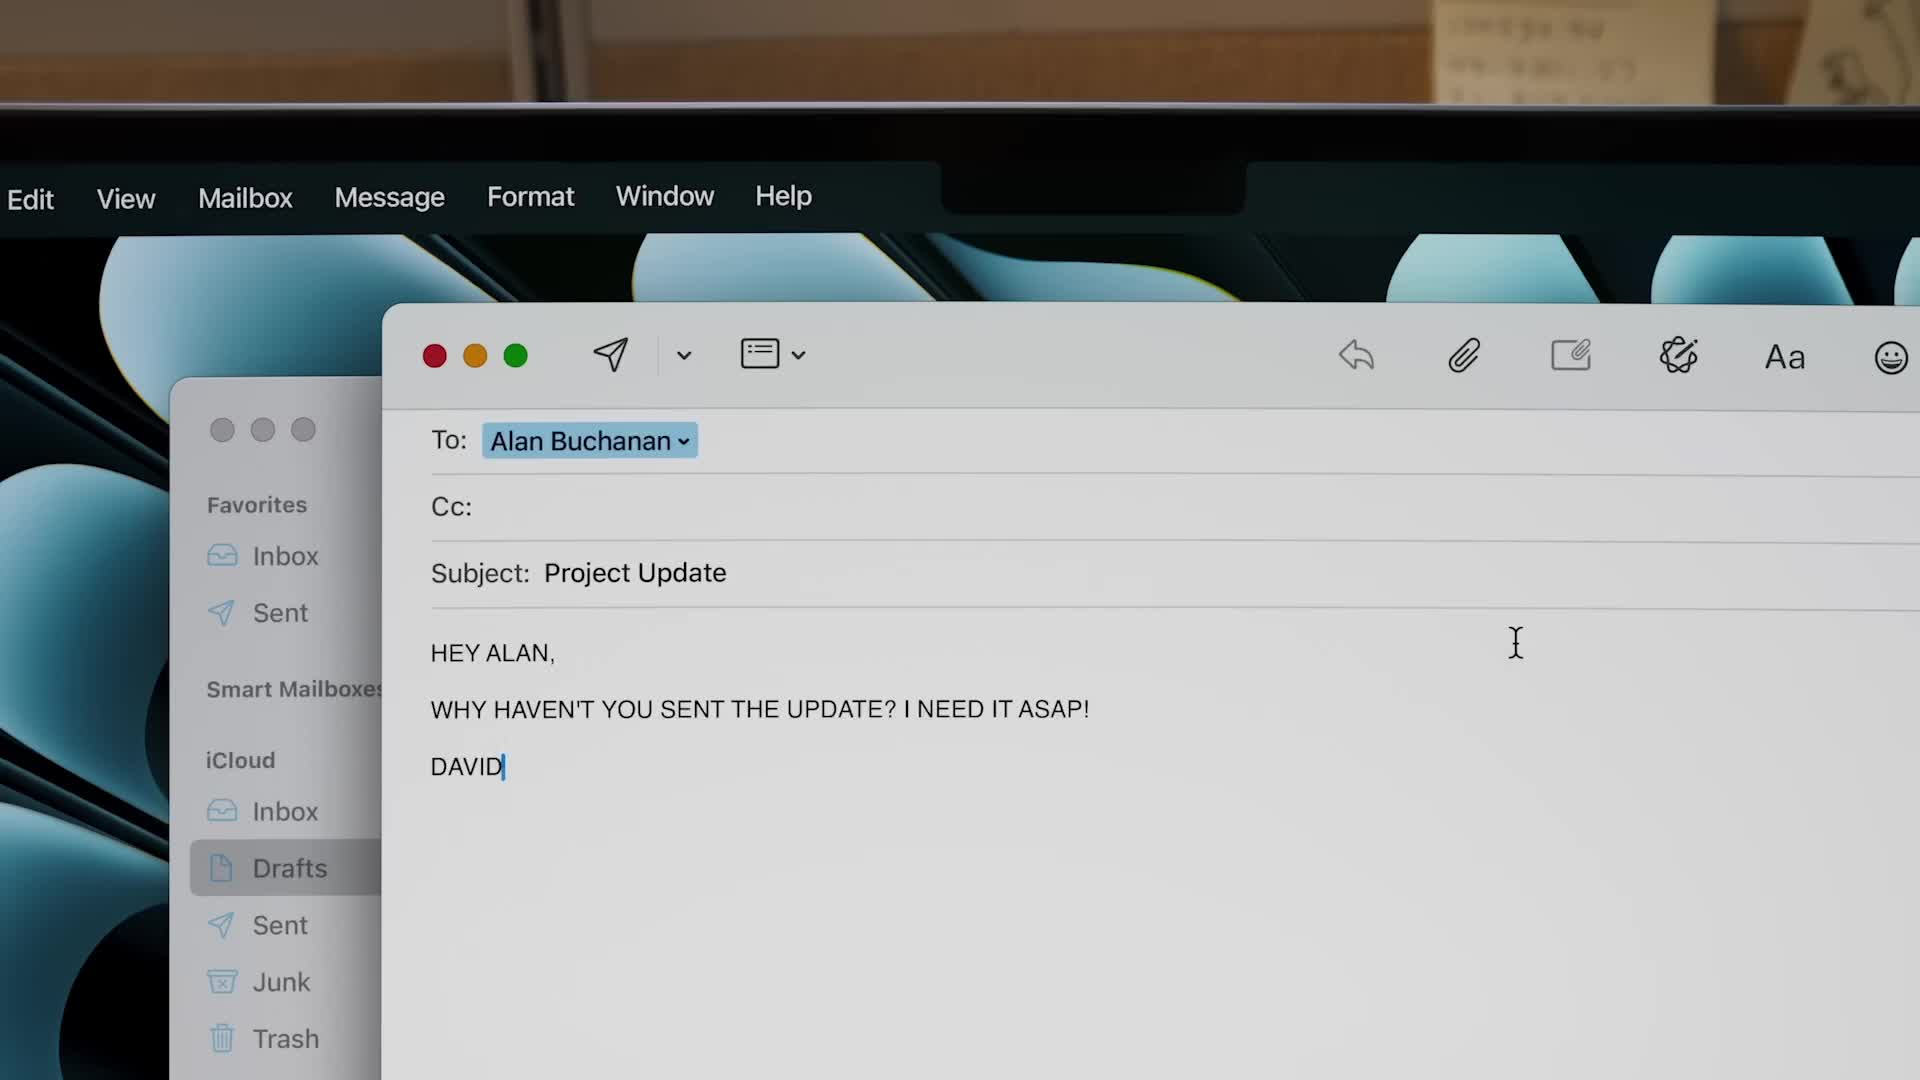 Edit View Mailbox Message Format Window Help
Aa
To: Alan Buchanan
Cc:
Subject: Project Update
HEY ALAN,
WHY HAVEN'T YOU SENT THE UPDATE? I NEED IT ASAP!
DAVID
Favorites
Inbox
Sent
Smart Mailboxes
iCloud
Inbox
Drafts
Sent
Junk
Trash